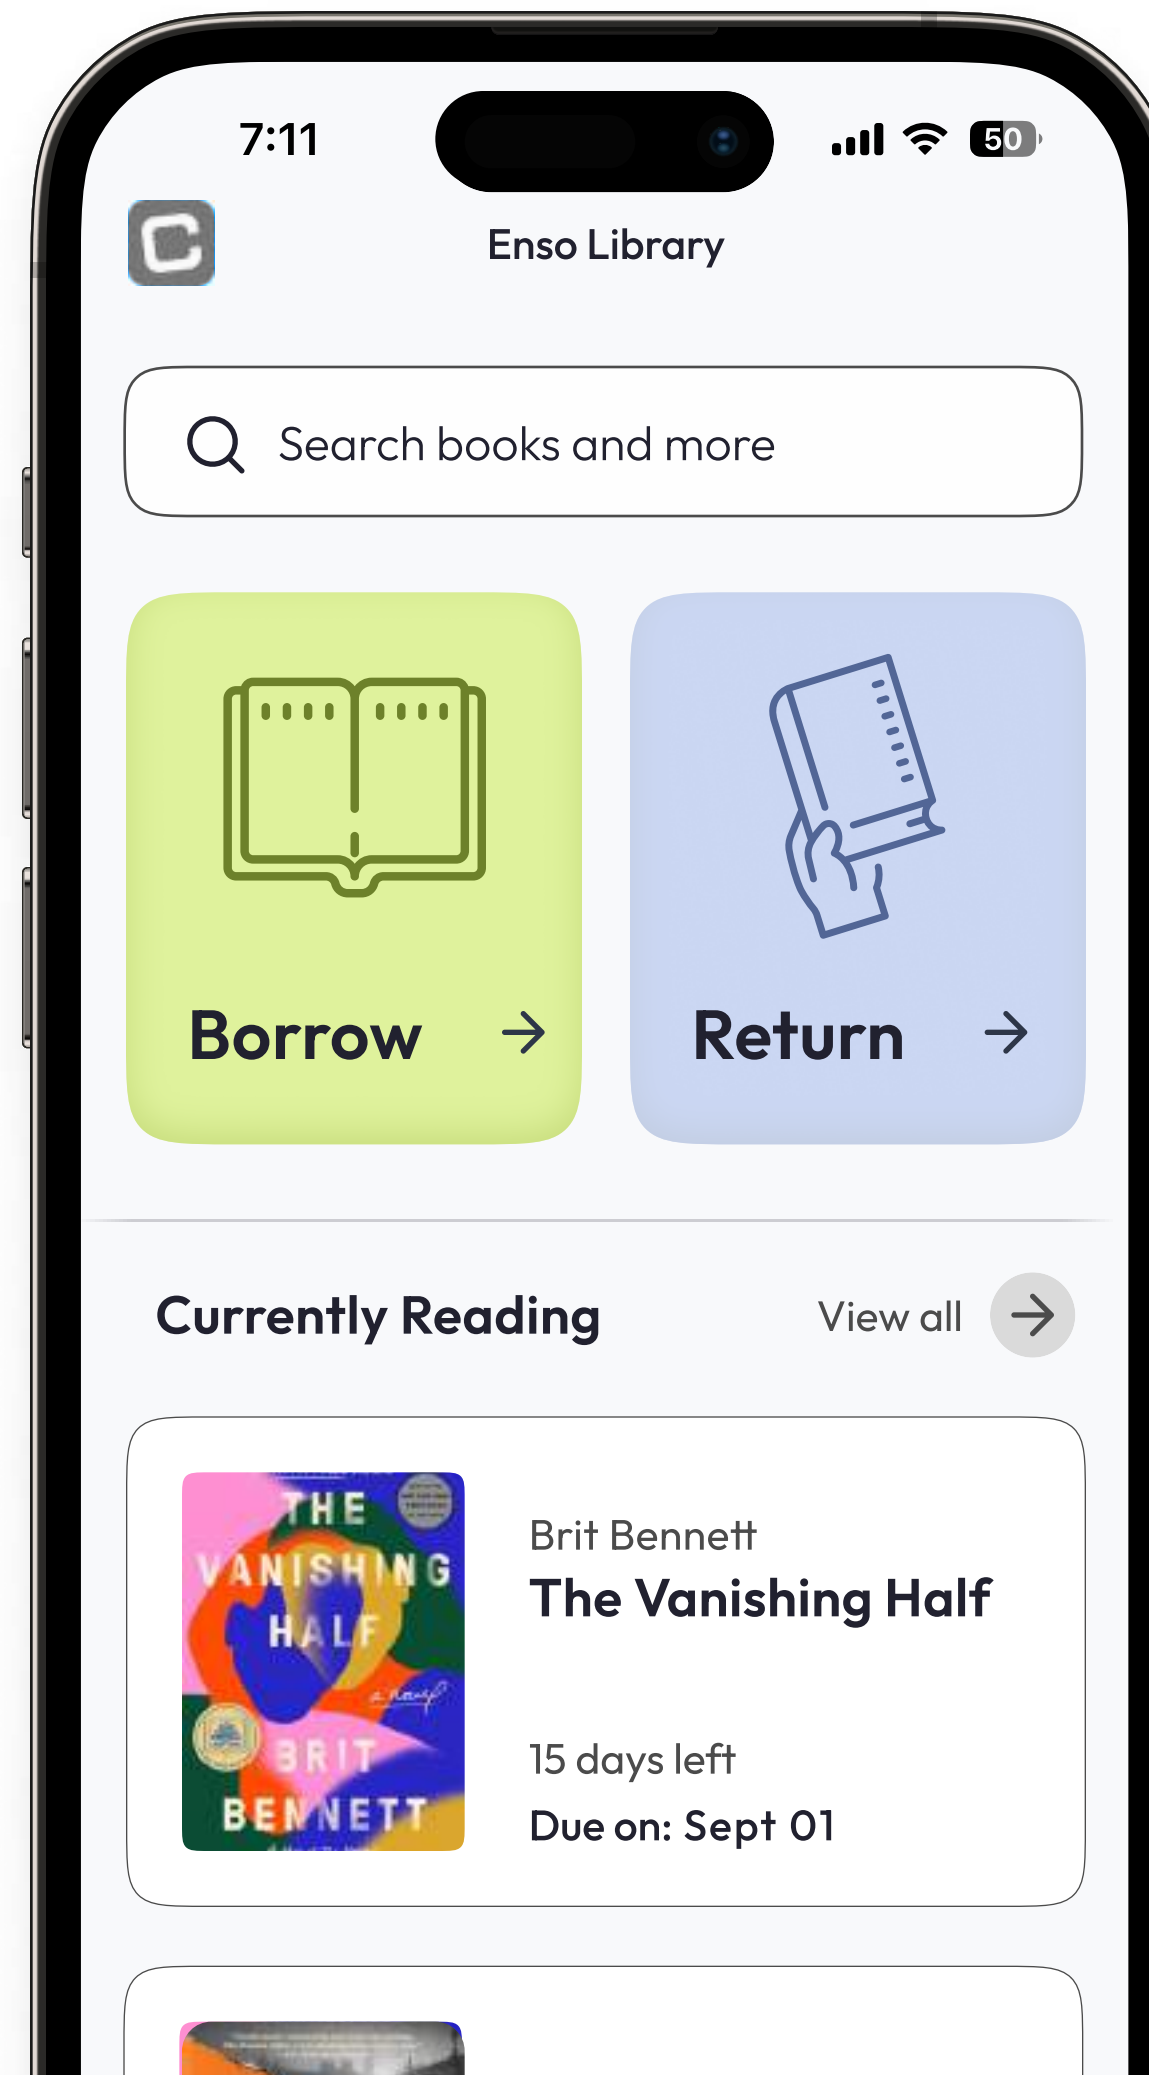 7:11
50
C
Enso Library
Search books and more
Borrow
Return
Currently Reading
View all
THE
VANISHING
HALF
a novel
BRIT
BENNETT
Brit Bennett
The Vanishing Half
15 days left
Due on: Sept 01